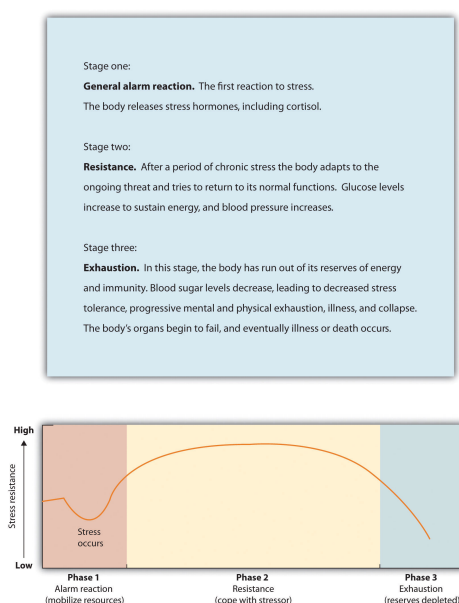 Stage one:
General alarm reaction. The first reaction to stress.
The body releases stress hormones, including cortisol.
Stage two:
Resistance. After a period of chronic stress the body adapts to the
ongoing threat and tries to return to its normal functions. Glucose levels
increase to sustain energy, and blood pressure increases.
Stage three:
Exhaustion. In this stage, the body has run out of its reserves of energy
and immunity. Blood sugar levels decrease, leading to decreased stress
tolerance, progressive mental and physical exhaustion, illness, and collapse.
The body's organs begin to fail, and eventually illness or death occurs.
High
Stress resistance
Low
Stress
occurs
Phase 1
Alarm reaction
(mobilize resources)
Phase 2
Resistance
(cope with stressor)
Phase 3
Exhaustion
(reserves depleted)